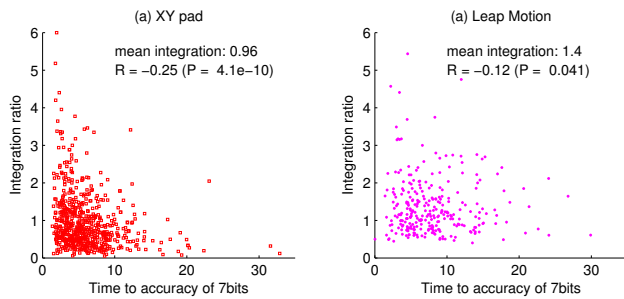 (a) XY pad
6
5
4
3
2
1
0
0 10 20 30
Integration ratio
Time to accuracy of 7bits
mean integration: 0.96
R = −0.25 (P = 4.1e−10)
(a) Leap Motion
6
5
4
3
2
1
0
0 10 20 30
Integration ratio
Time to accuracy of 7bits
mean integration: 1.4
R = −0.12 (P = 0.041)